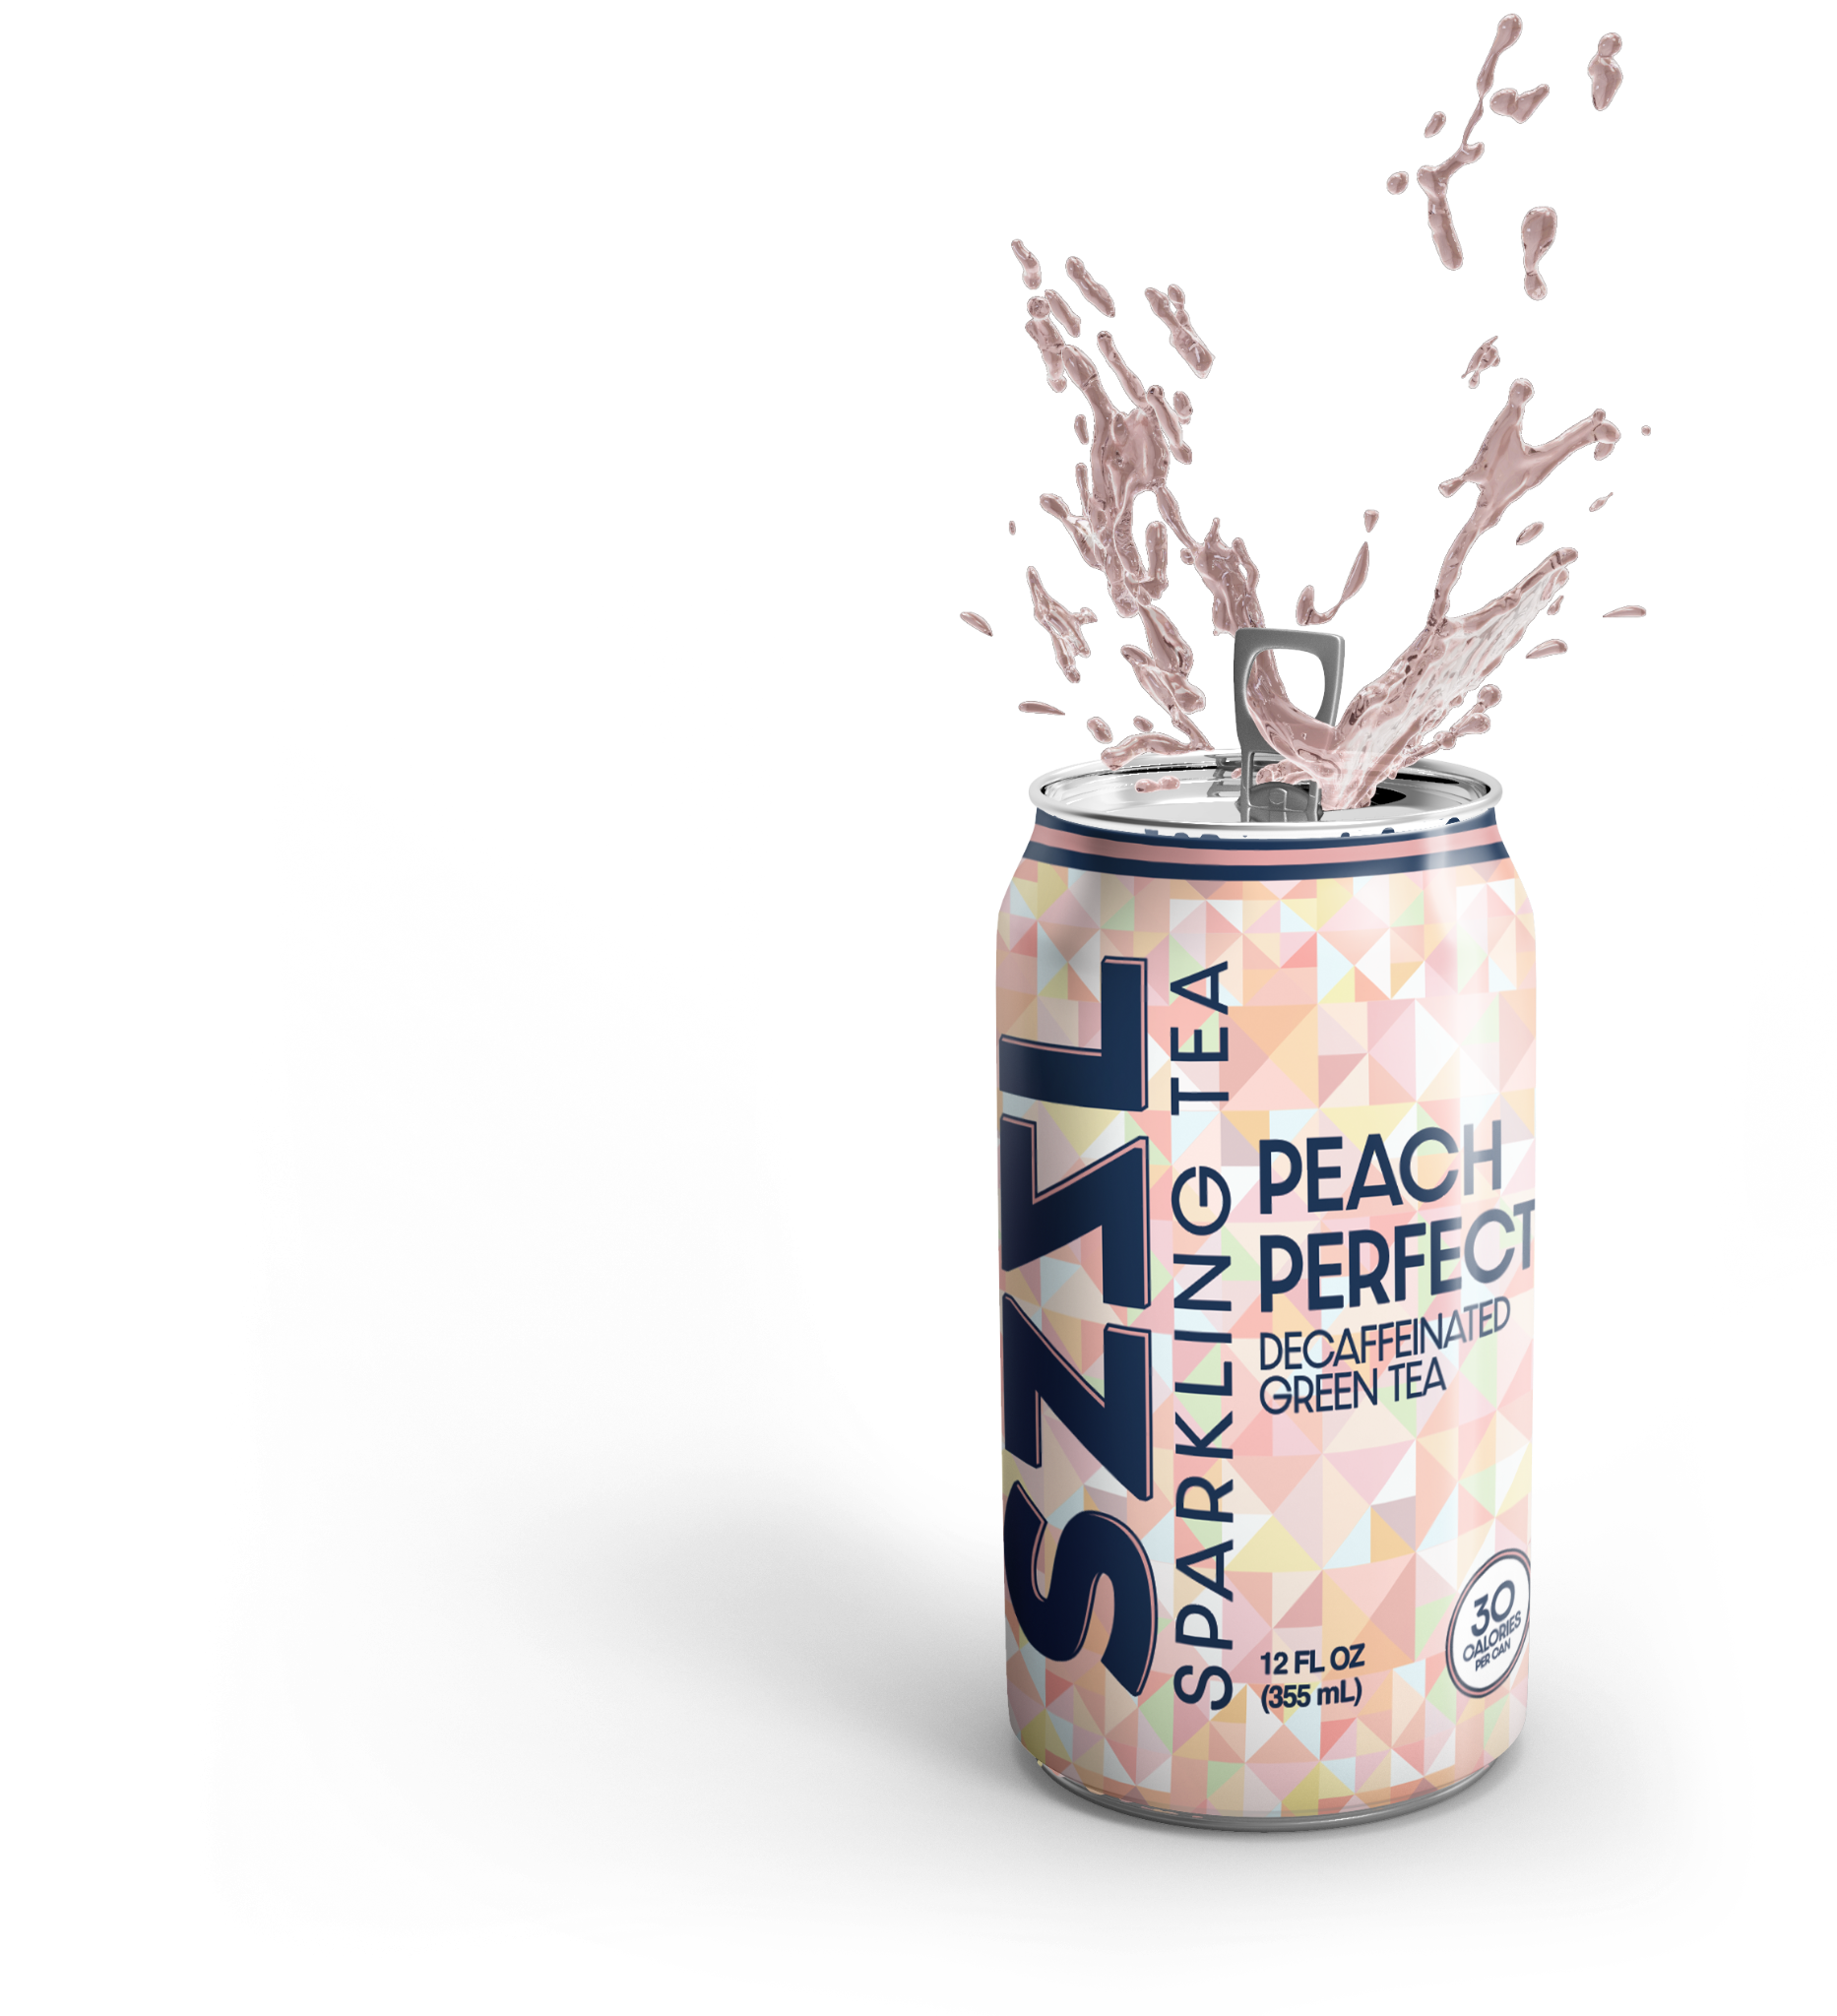 SZZL
SPARKLING TEA
PEACH
PERFECT
DECAFFEINATED
GREEN TEA
12 FL OZ
(355 mL)
30
CALORIES
PER CAN